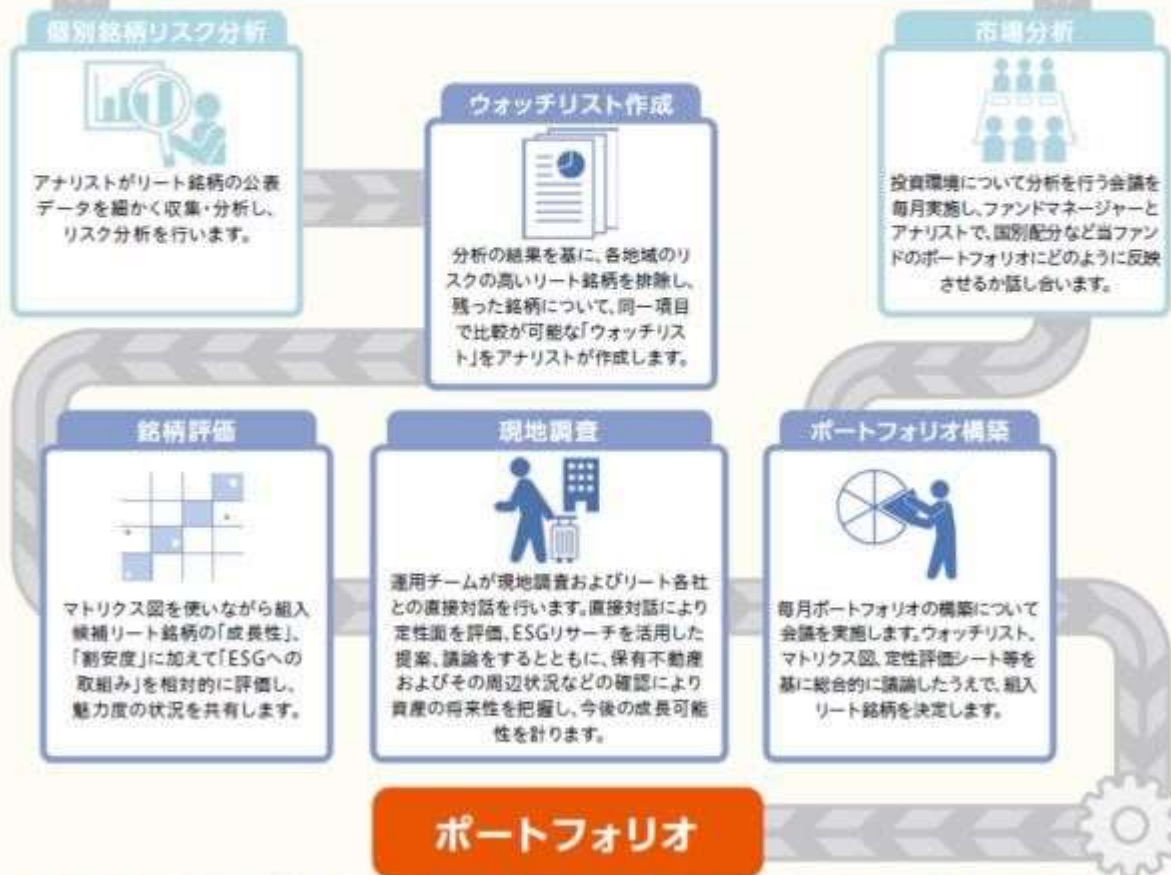 個別銘柄リスク分析
アナリストがリート銘柄の公表
データを細かく収集・分析し、
リスク分析を行います。
ウォッチリスト作成
分析の結果を基に、各地域のリ
スクの高いリート銘柄を排除し、
残った銘柄について、同一項目
で比較が可能な「ウォッチリス
ト」をアナリストが作成します。
市場分析
投資環境について分析を行う会議を
毎月実施し、ファンドマネージャーと
アナリストで、国別配分など当ファン
ドのポートフォリオにどのように反映
させるか話し合います。
銘柄評価
マトリクス図を使いながら組入
候補リート銘柄の「成長性」、
「割安度」に加えて「ESGへの
取組み」を相対的に評価し、
魅力度の状況を共有します。
現地調査
運用チームが現地調査およびリート各社
との直接対話を行います。直接対話により
定性面を評価、ESGリサーチを活用した
提案、議論をするとともに、保有不動産
およびその周辺状況などの確認により
資産の将来性を把握し、今後の成長可能
性を計ります。
ポートフォリオ構築
毎月ポートフォリオの構築について
会議を実施します。ウォッチリスト、
マトリクス図、定性評価シート等を
基に総合的に議論したうえで、組入
リート銘柄を決定します。
ポートフォリオ